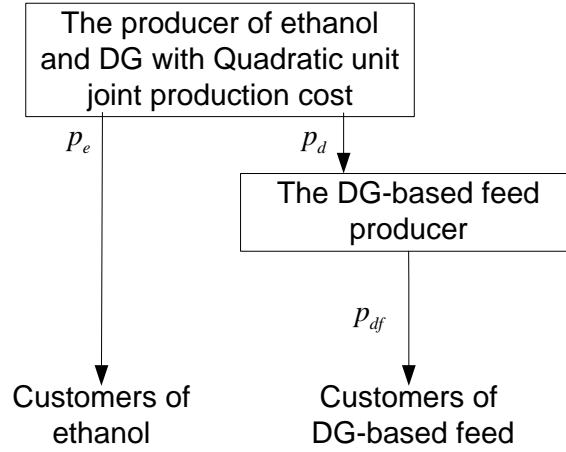 The producer of ethanol
and DG with Quadratic unit
joint production cost
p_e
p_d
The DG-based feed
producer
p_df
Customers of
ethanol
Customers of
DG-based feed